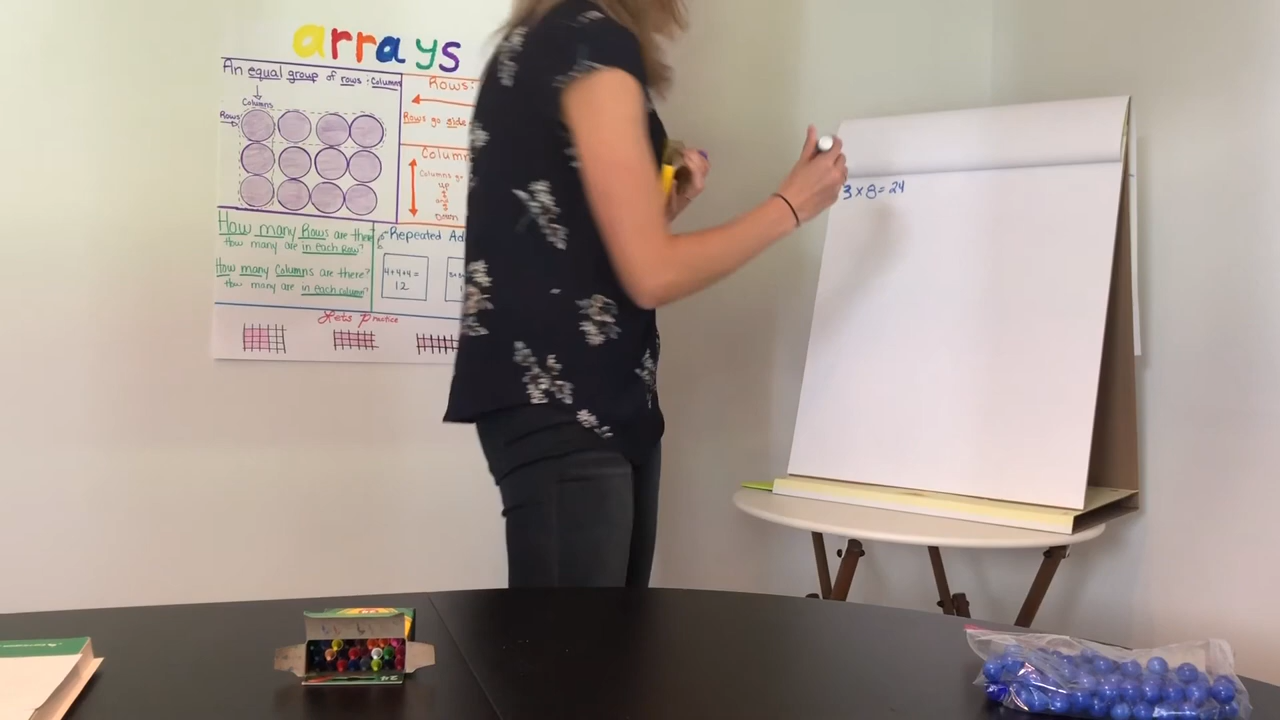 arrays
An equal group of rows : Columns
Columns
Rows
Rows:
Rows go side
Column
Columns go
up
and
Down
How many Rows are there
How many are in each Row?
How many Columns are there?
How many are in each column?
Repeated Ad
4+4+4=
12
Lets practice
3 x 8 = 24
24